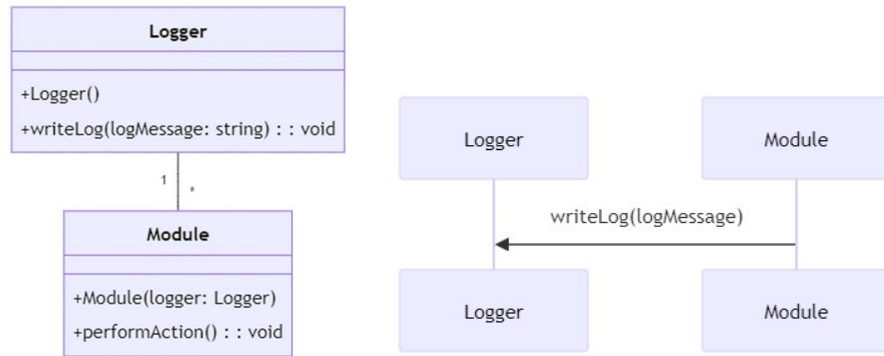 Logger
+Logger()
+writeLog(logMessage: string) : : void
1
*
Module
+Module(logger: Logger)
+performAction() : : void
Logger
Module
writeLog(logMessage)
Logger
Module